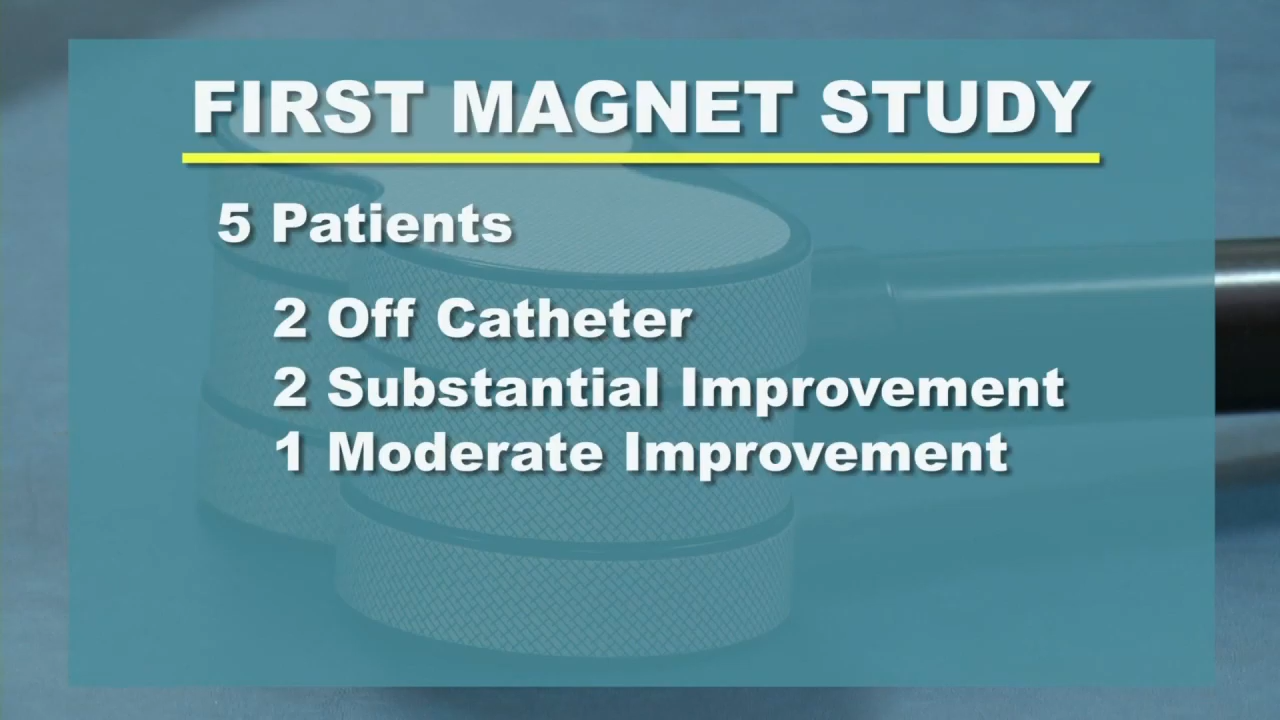 FIRST MAGNET STUDY
5 Patients
2 Off Catheter
2 Substantial Improvement
1 Moderate Improvement